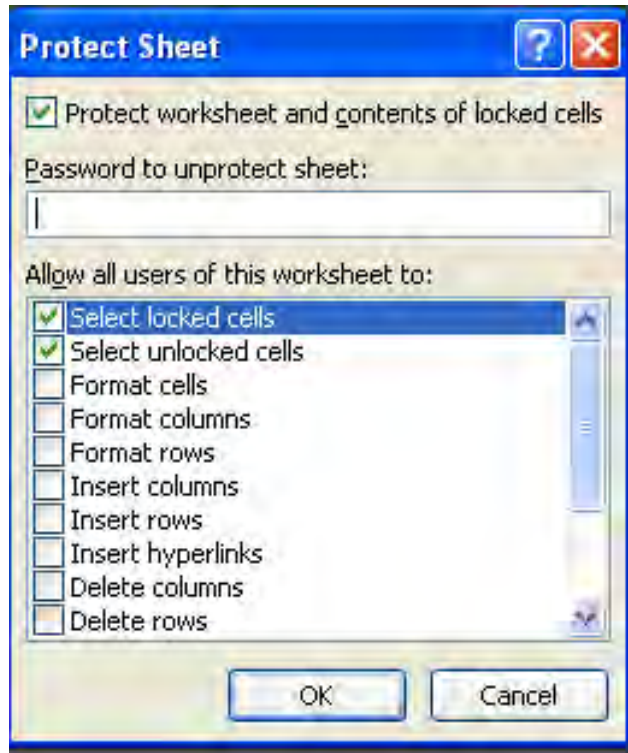 Protect Sheet
Protect worksheet and contents of locked cells
Password to unprotect sheet:
Allow all users of this worksheet to:
Select locked cells
Select unlocked cells
Format cells
Format columns
Format rows
Insert columns
Insert rows
Insert hyperlinks
Delete columns
Delete rows
OK Cancel